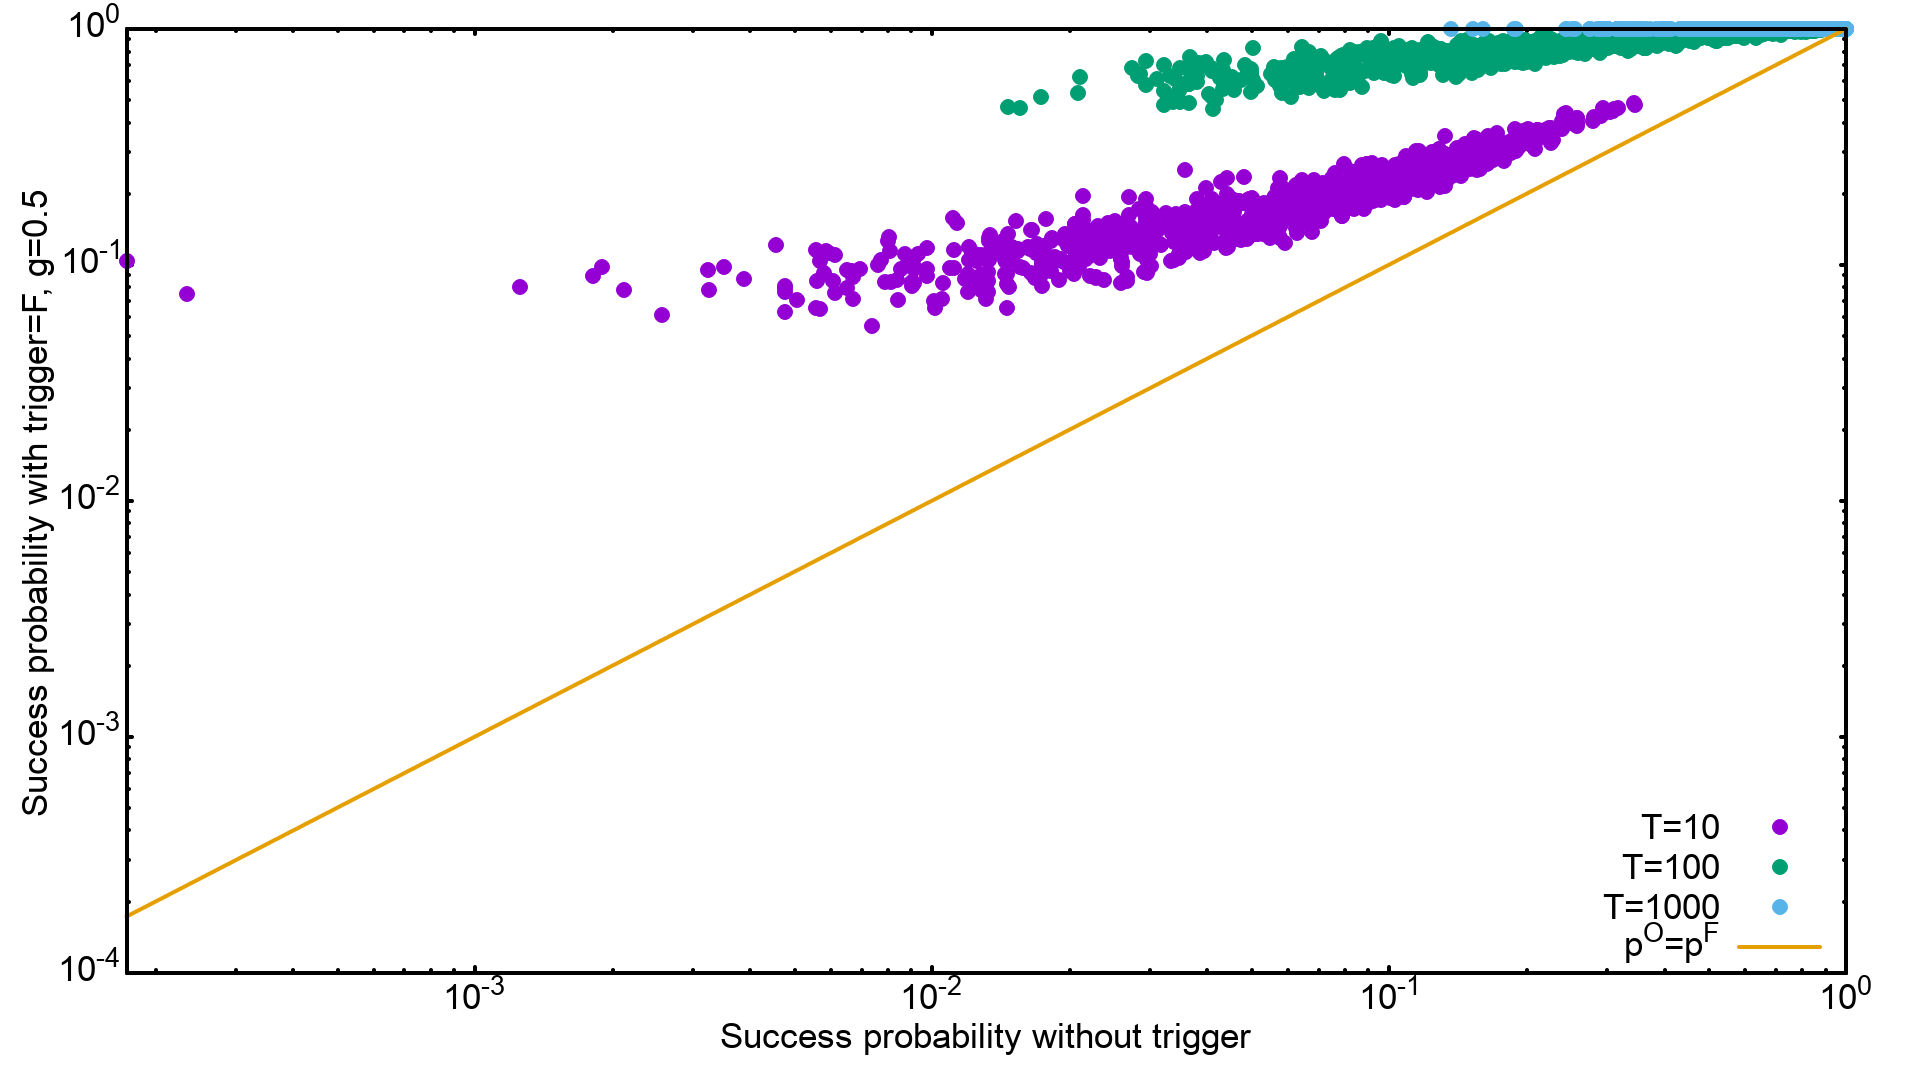 Success probability with trigger=F, g=0.5
10^0
10^-1
10^-2
10^-3
10^-4
T=10
T=100
T=1000
p^O=p^F
10^-3
10^-2
10^-1
10^0
Success probability without trigger